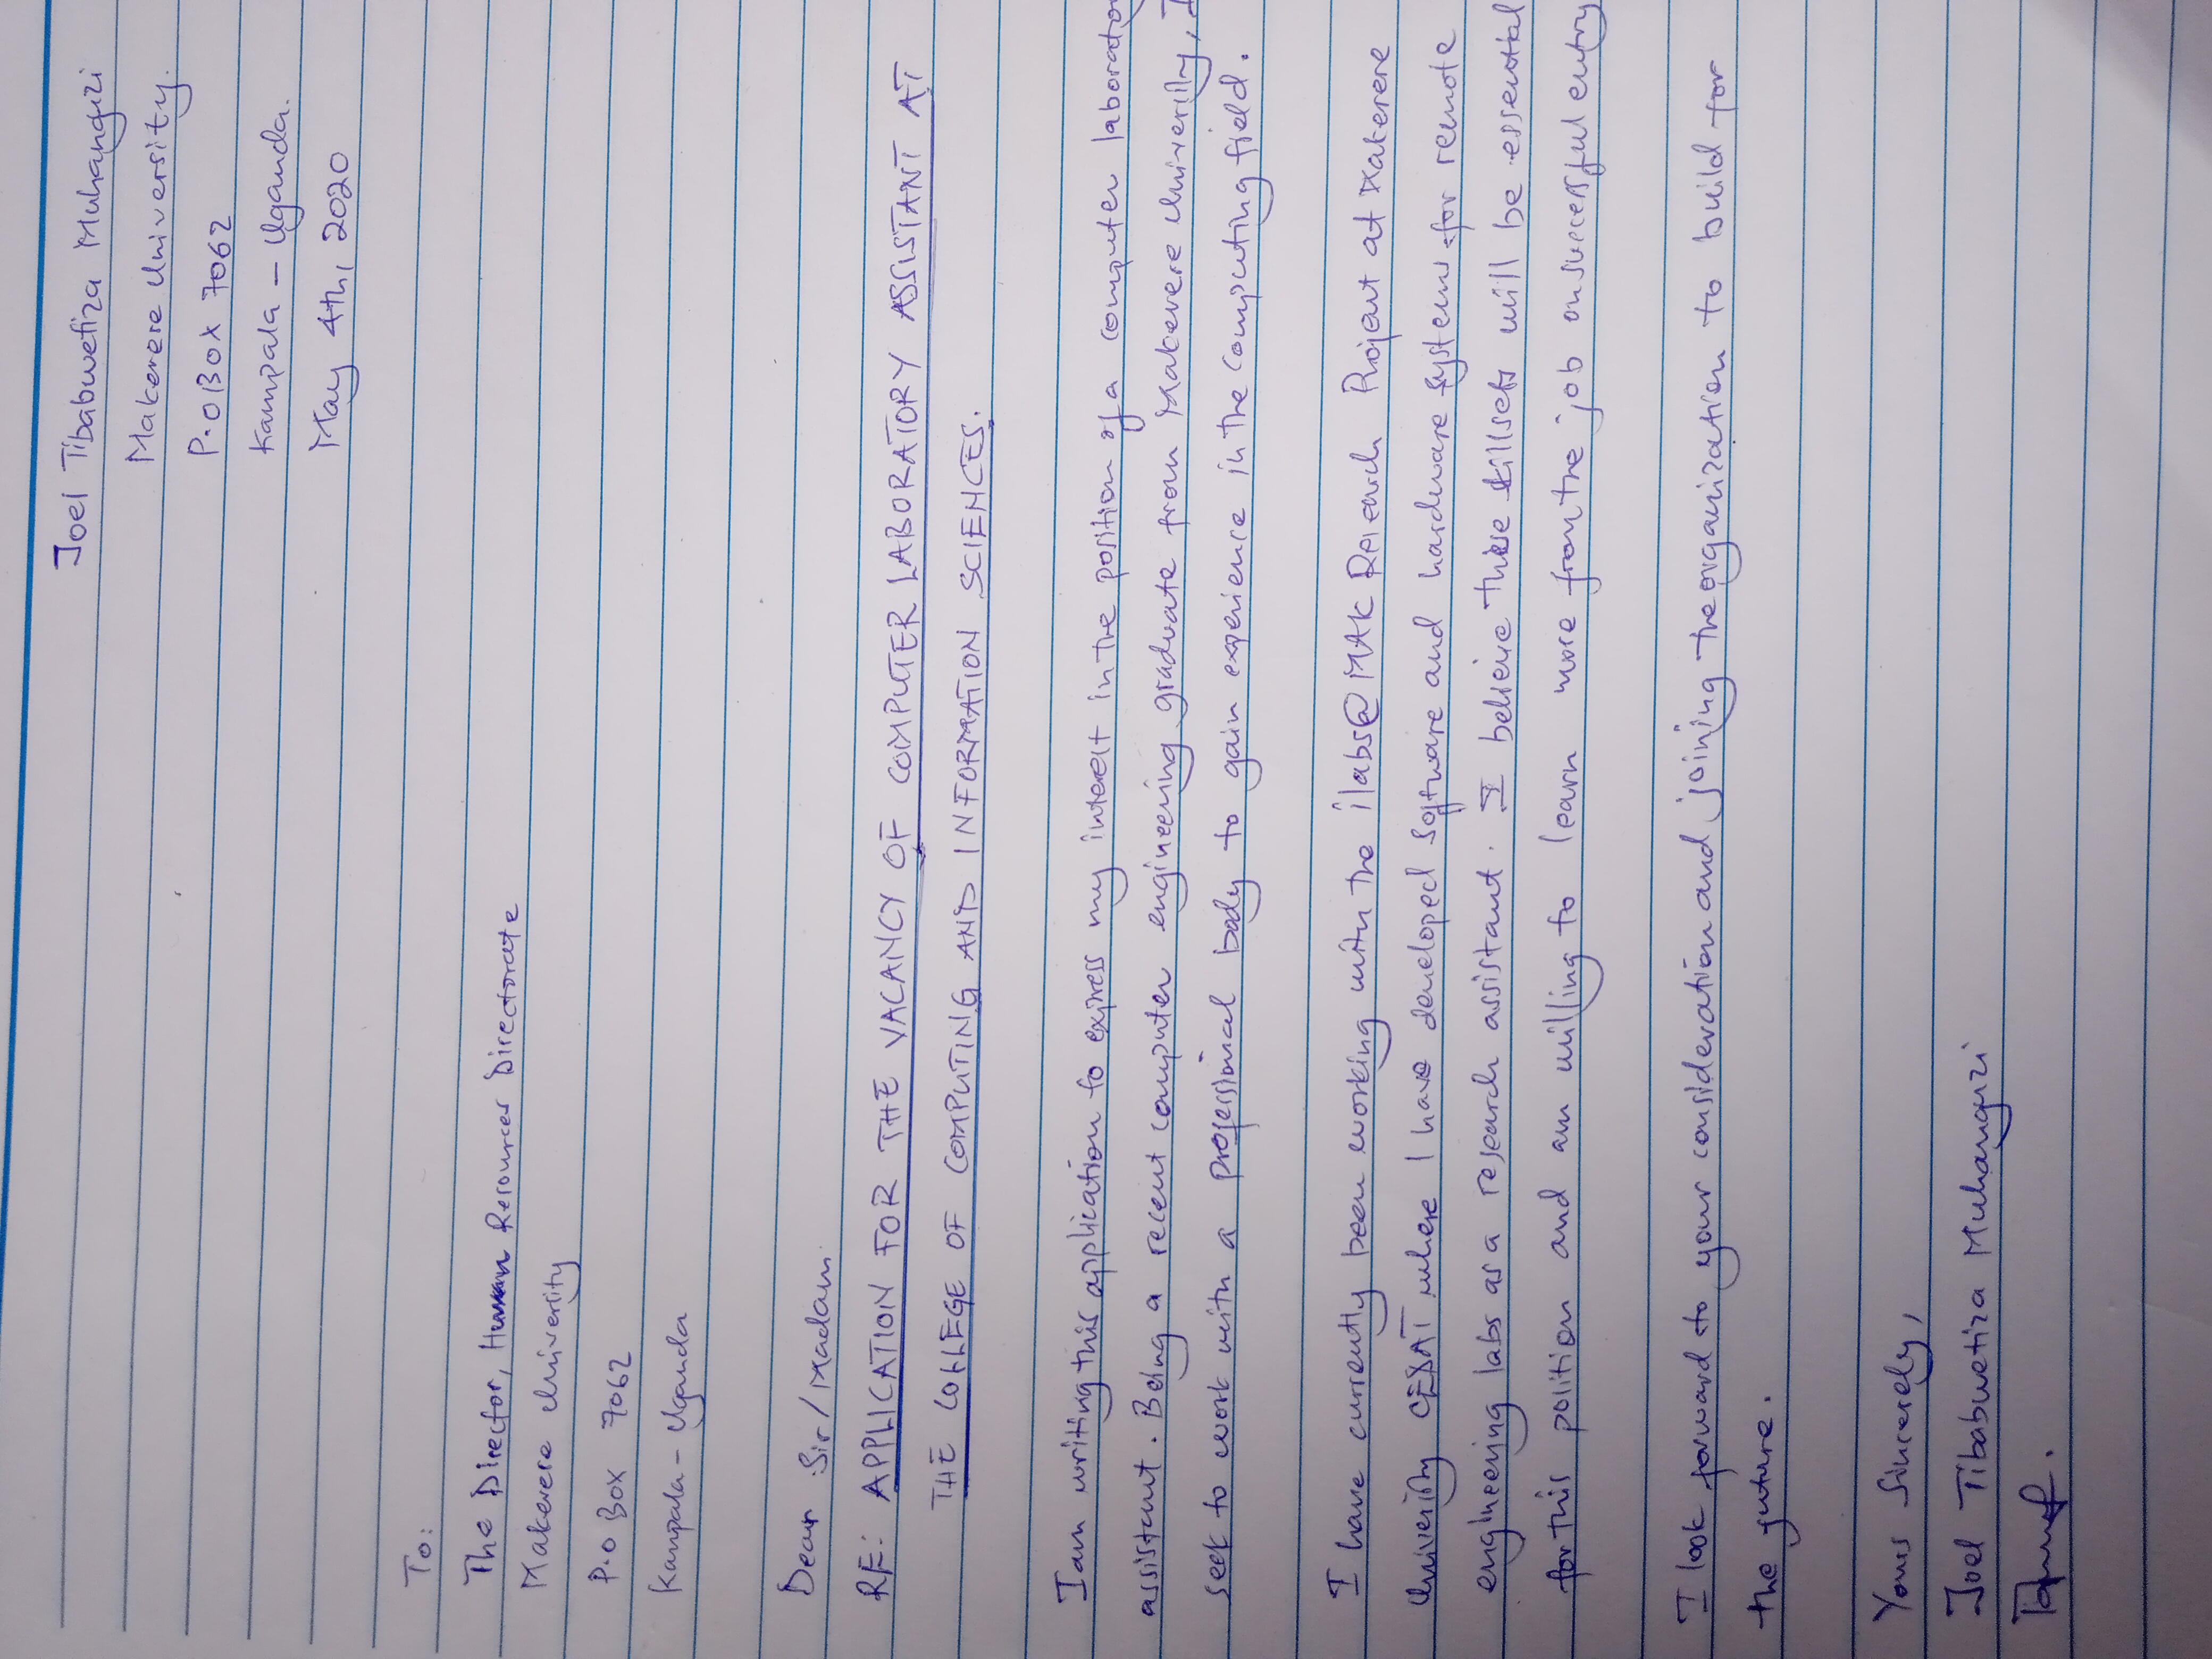 Joel Tibabwetiza Muhanguzi
Makerere University.
P.O Box 7062
Kampala - Uganda.
May 4th, 2020
To:
The Director, Human Resources Directorate
Makerere University
P.O Box 7062
Kampala - Uganda
Dear Sir/Madam
RE: APPLICATION FOR THE VACANCY OF COMPUTER LABORATORY ASSISTANT AT
THE COLLEGE OF COMPUTING AND INFORMATION SCIENCES.
I am writing this application to express my interest in the position of a computer laborato
assistant. Being a recent computer engineering graduate from Makerere University, I
seek to work with a professional body to gain experience in the computing field.
I have currently been working with the ilabs@MAK Research Project at Makerere
University CEDAT where I have developed software and hardware systems for remote
engineering labs as a research assistant. I believe these skillsets will be essential
for this position and am willing to learn more from the job on successful entry
I look forward to your consideration and joining the organization to build for
the future.
Yours Sincerely,
Joel Tibabwetiza Muhanguzi